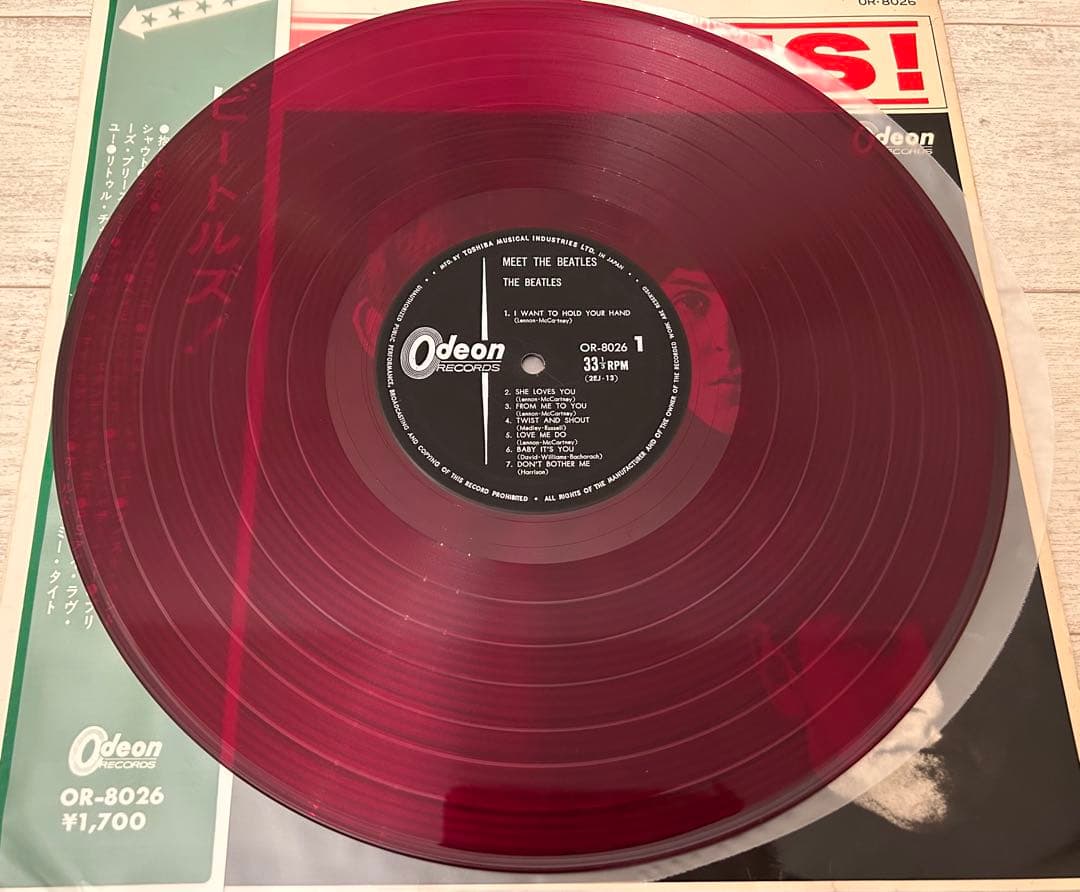 OR-8026
S!
Odeon
RECORDS
ビートルズ!
シャウト
ーズ・プリーズ
ユー!●リトゥル・チ
ミー・タイト
ラヴ・
プリ
Odeon
RECORDS
OR-8026
¥1,700
• MFD. BY TOSHIBA MUSICAL INDUSTRIES LTD. IN JAPAN •
MEET THE BEATLES
THE BEATLES
1. I WANT TO HOLD YOUR HAND
(Lennon-McCartney)
Odeon
RECORDS
OR-8026 1
33⅓ RPM
(2EJ-13)
2. SHE LOVES YOU
(Lennon-McCartney)
3. FROM ME TO YOU
(Lennon-McCartney)
4. TWIST AND SHOUT
(Medley-Russell)
5. LOVE ME DO
(Lennon-McCartney)
6. BABY IT'S YOU
(David-Williams-Bacharach)
7. DON'T BOTHER ME
(Harrison)
UNAUTHORIZED PUBLIC PERFORMANCE, BROADCASTING AND COPYING OF THIS RECORD PROHIBITED • ALL RIGHTS OF THE MANUFACTURER AND OF THE OWNER OF THE RECORDED WORK ARE RESERVED